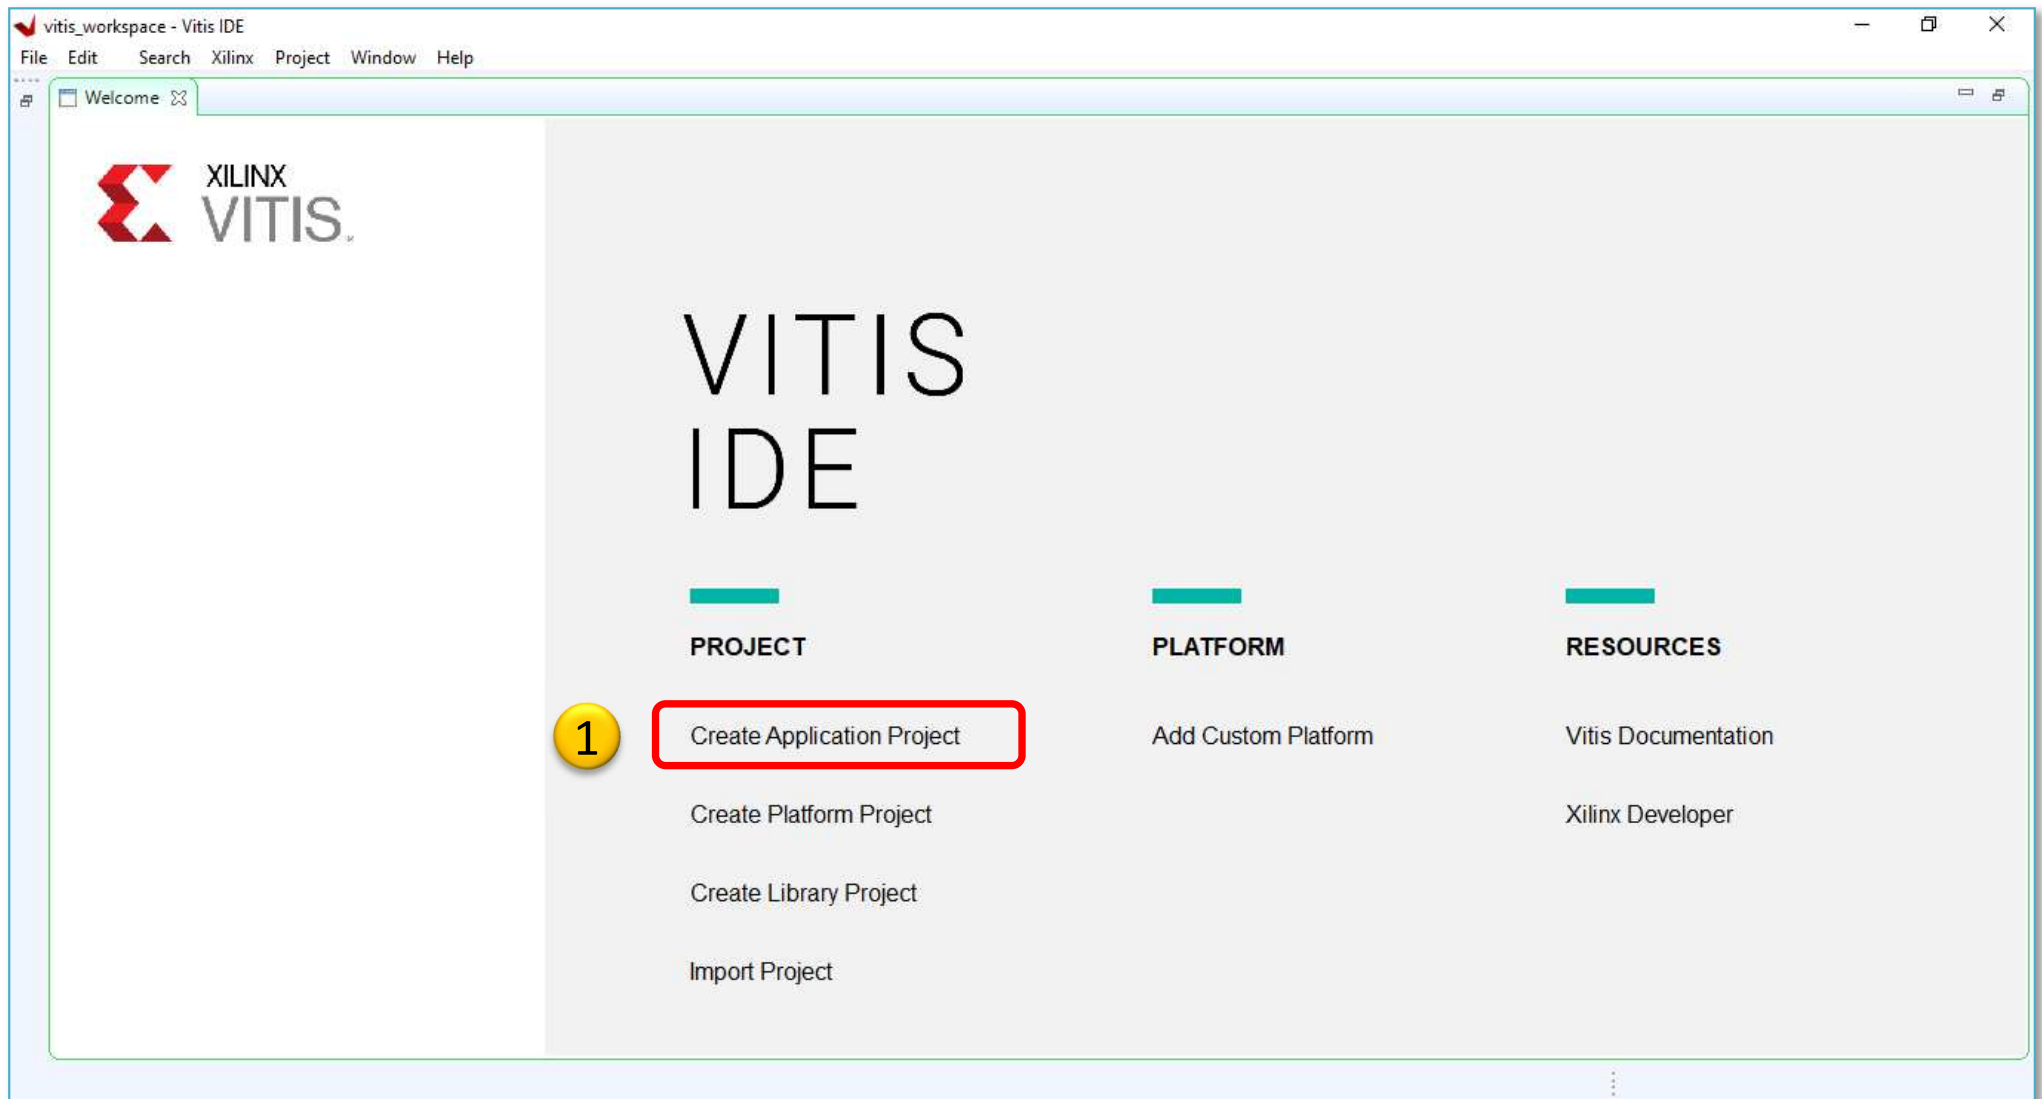 vitis_workspace - Vitis IDE
File Edit Search Xilinx Project Window Help
Welcome
XILINX
VITIS
VITIS
IDE
PROJECT PLATFORM RESOURCES
1 Create Application Project Add Custom Platform Vitis Documentation
Create Platform Project Xilinx Developer
Create Library Project
Import Project